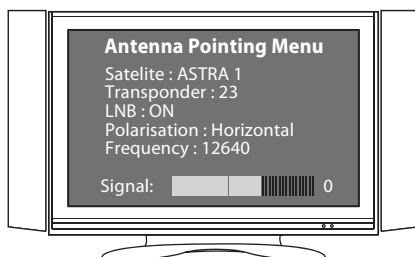 Antenna Pointing Menu
Satelite : ASTRA 1
Transponder : 23
LNB : ON
Polarisation : Horizontal
Frequency : 12640
Signal: 0